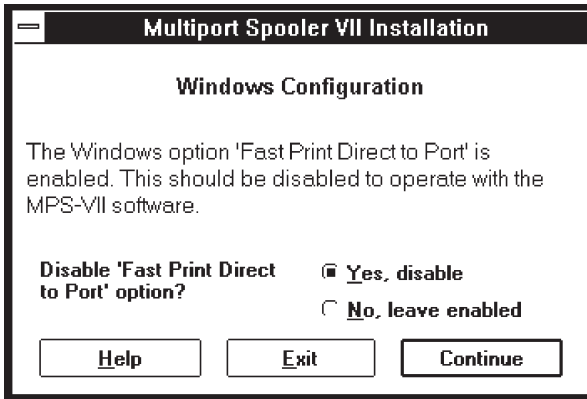 Multiport Spooler VII Installation
Windows Configuration
The Windows option 'Fast Print Direct to Port' is
enabled. This should be disabled to operate with the
MPS-VII software.
Disable 'Fast Print Direct
to Port' option?
Yes, disable
No, leave enabled
Help
Exit
Continue